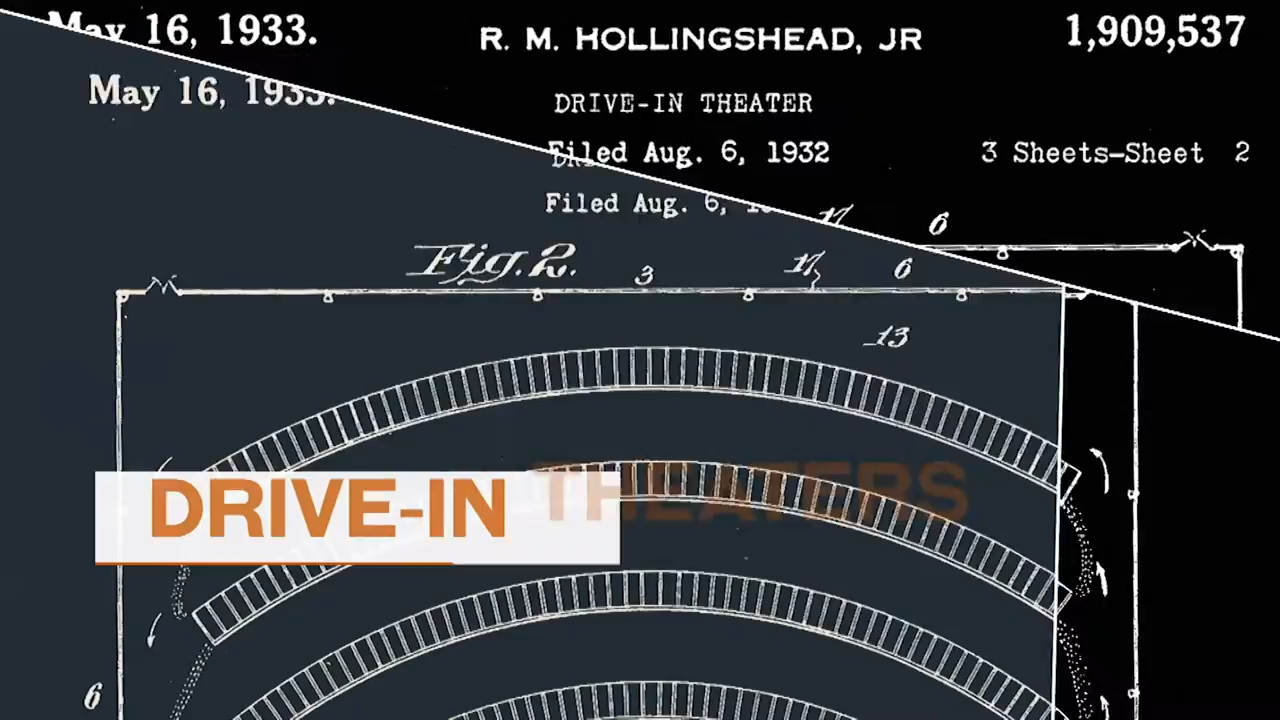 May 16, 1933.
R. M. HOLLINGSHEAD, JR
1,909,537
May 16, 1933.
DRIVE-IN THEATER
Filed Aug. 6, 1932
3 Sheets-Sheet 2
Filed Aug. 6,
17
6
Fig. 2.
3
17
6
13
DRIVE-IN THEATERS
6